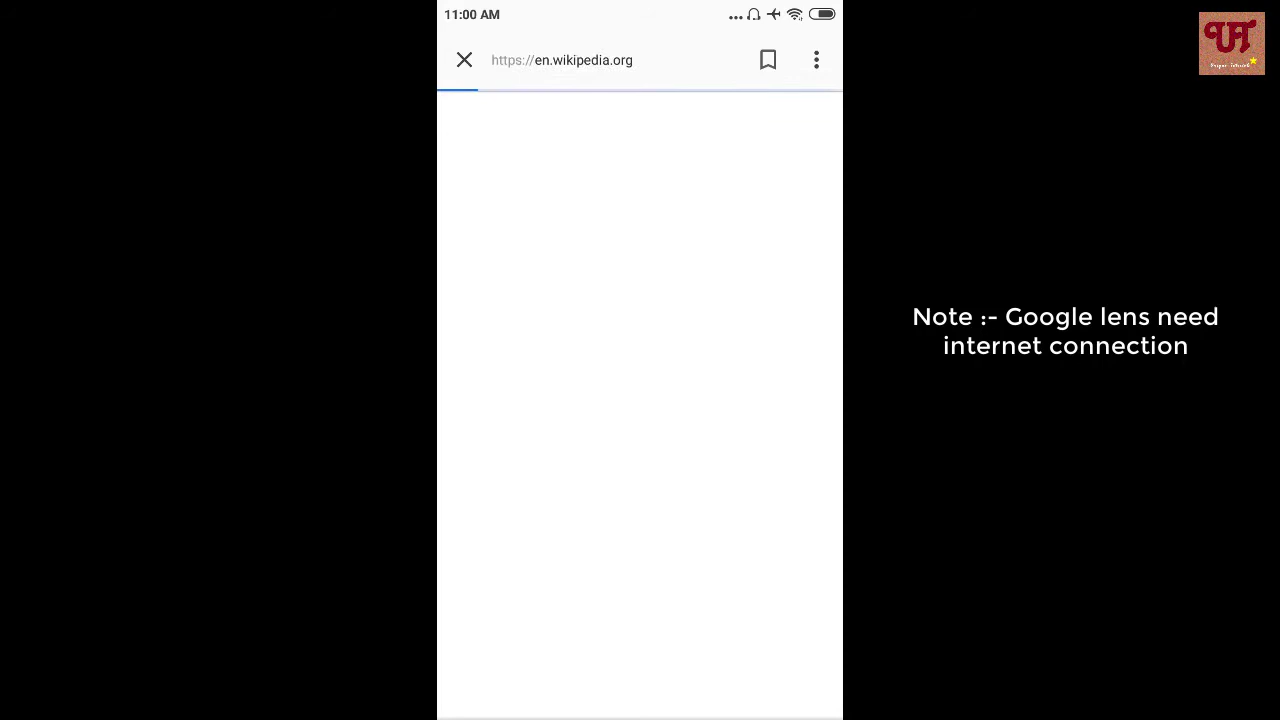 11:00 AM
https://en.wikipedia.org
Note :- Google lens need
internet connection